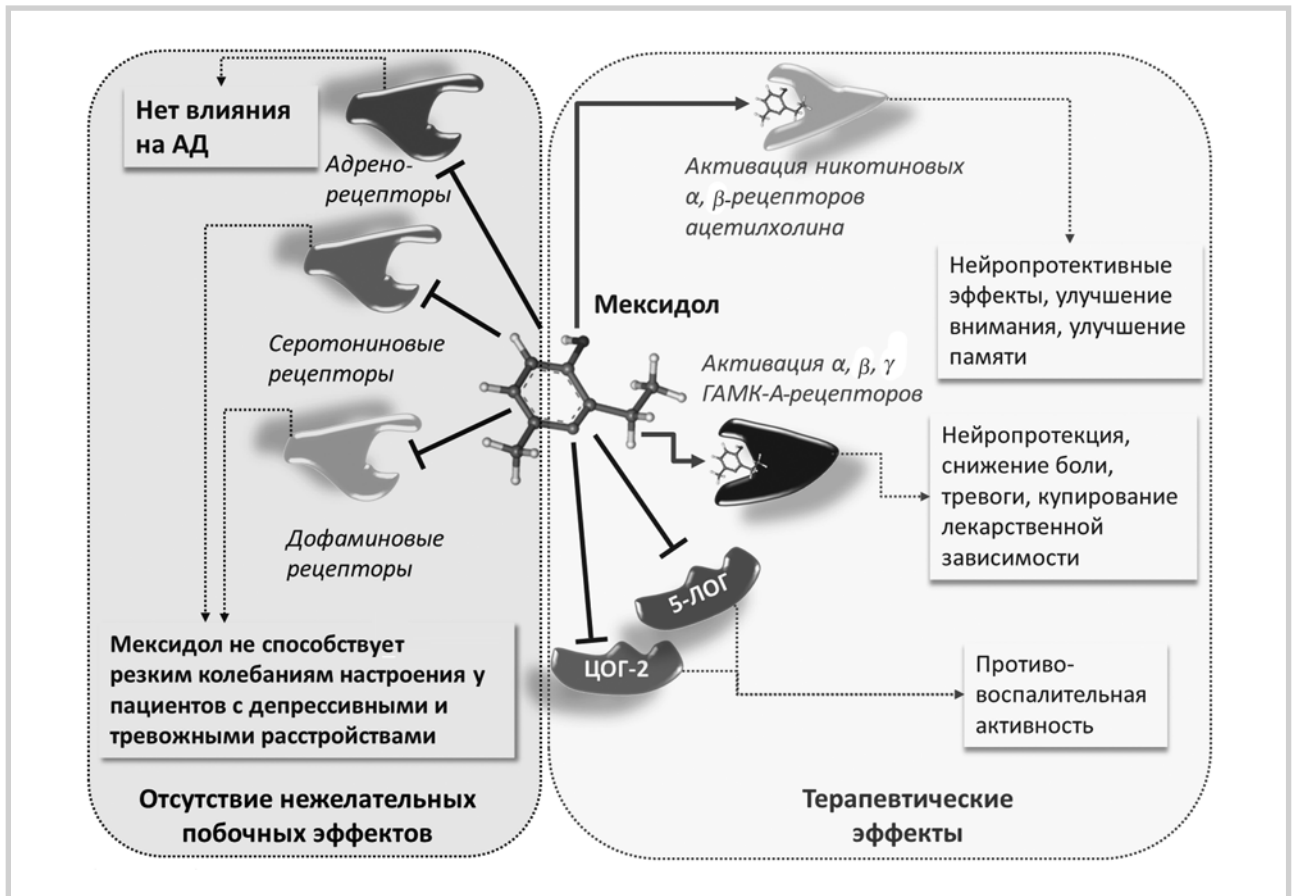 Нет влияния
на АД
Адрено-
рецепторы
Серотониновые
рецепторы
Дофаминовые
рецепторы
Мексидол не способствует
резким колебаниям настроения у
пациентов с депрессивными и
тревожными расстройствами
Отсутствие нежелательных
побочных эффектов
Мексидол
Активация никотиновых
α, β-рецепторов
ацетилхолина
Нейропротективные
эффекты, улучшение
внимания, улучшение
памяти
Активация α, β, γ
ГАМК-А-рецепторов
Нейропротекция,
снижение боли,
тревоги, купирование
лекарственной
зависимости
5-ЛОГ
ЦОГ-2
Противо-
воспалительная
активность
Терапевтические
эффекты